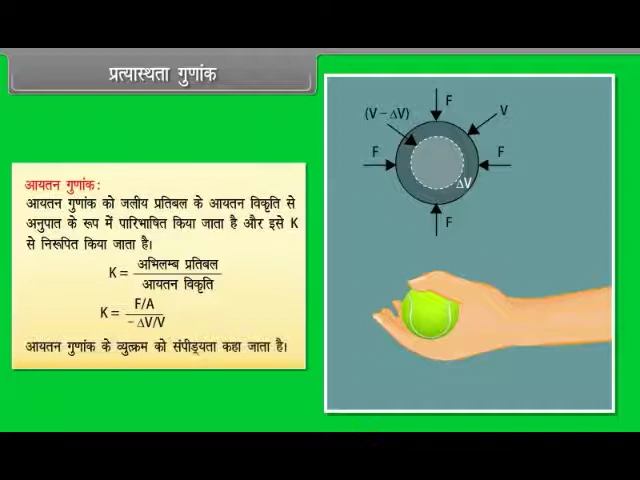 प्रत्यास्थता गुणांक
आयतन गुणांक:
आयतन गुणांक को जलीय प्रतिबल के आयतन विकृति से
अनुपात के रूप में पारिभाषित किया जाता है और इसे K
से निरूपित किया जाता है।
K = अभिलम्ब प्रतिबल
आयतन विकृति
K = F/A
- ΔV/V
आयतन गुणांक के व्युत्क्रम को संपीड्यता कहा जाता है।
F
(V - ΔV)
V
F
F
ΔV
F